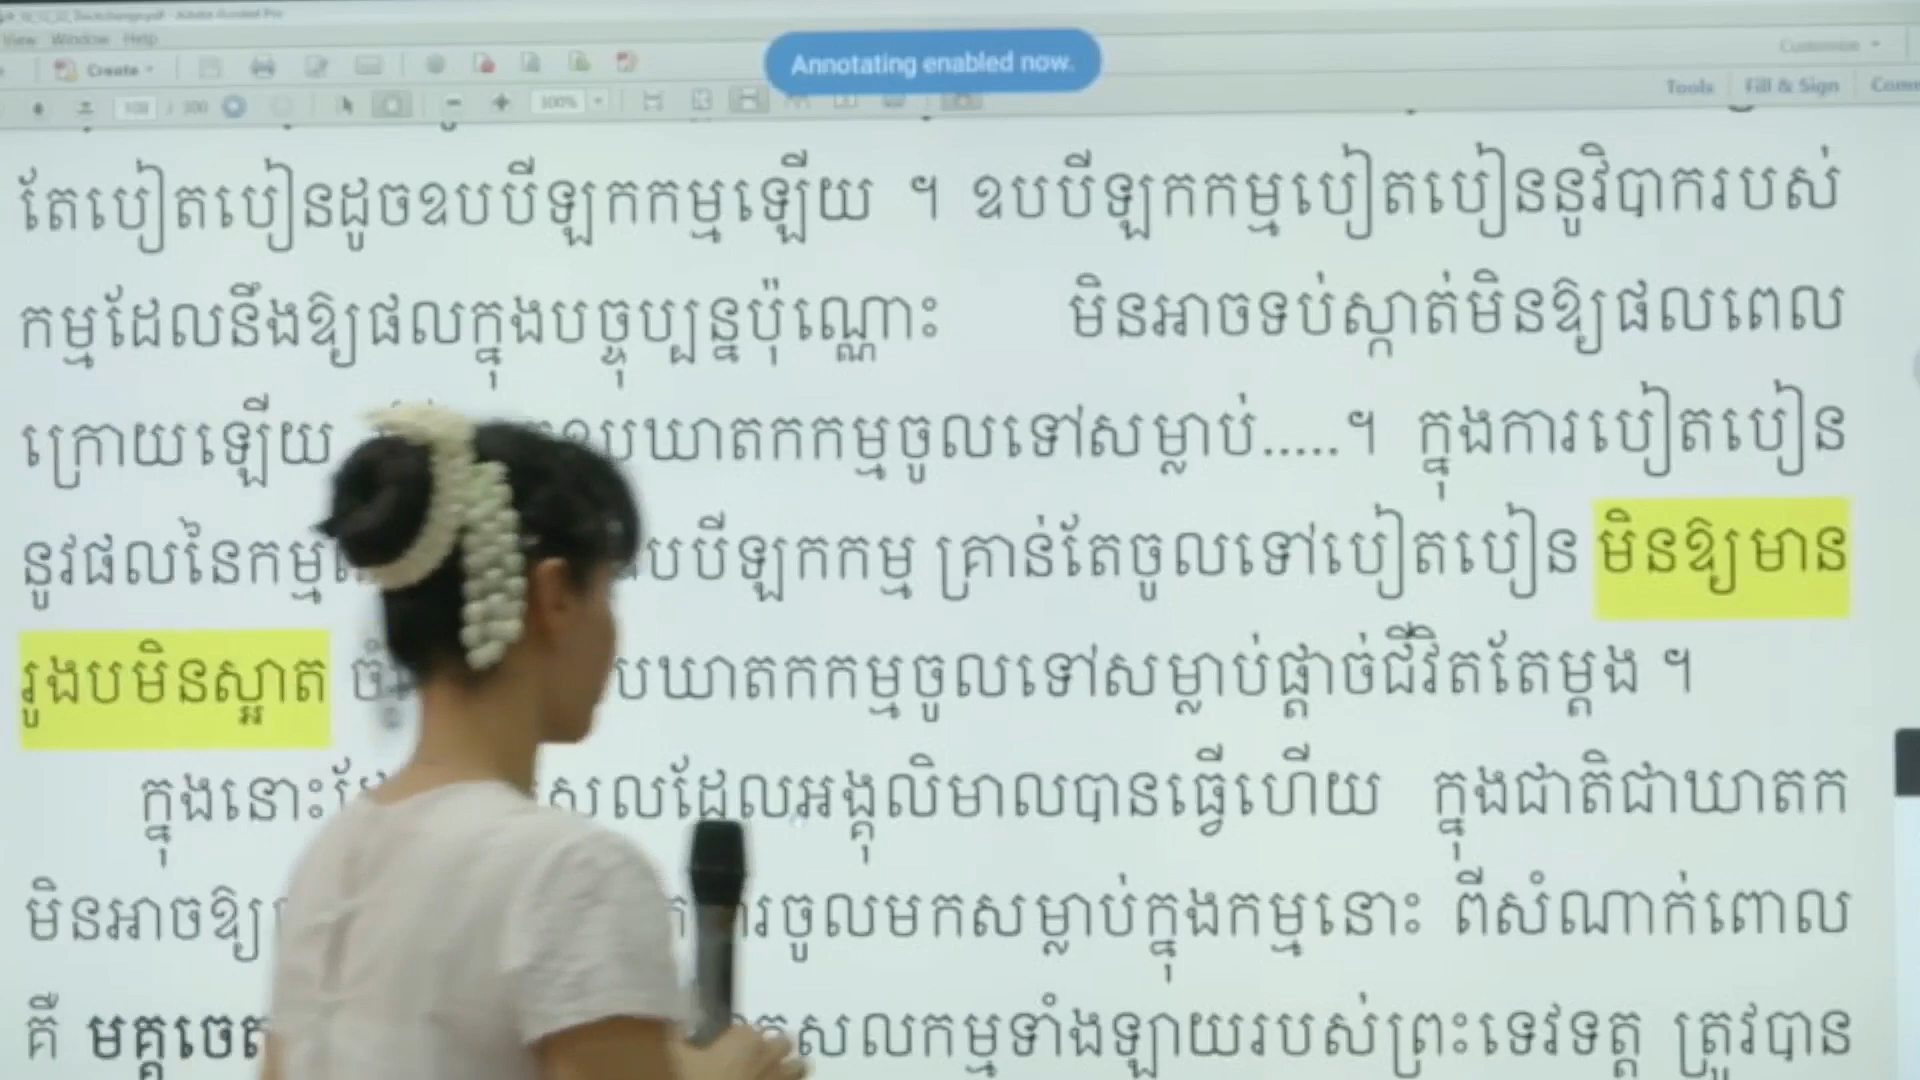 View Window Help
Annotating enabled now.
Customize
Create
108 / 300
100%
Tools
Fill & Sign
តែបៀតបៀនដូចឧបបីឡកកម្មឡើយ ។ ឧបបីឡកកម្មបៀតបៀននូវិបាករបស់
កម្មដែលនឹងឱ្យផលក្នុងបច្ចុប្បន្នប៉ុណ្ណោះ មិនអាចទប់ស្កាត់មិនឱ្យផលពេល
ក្រោយឡើយ ឧបឃាតកកម្មចូលទៅសម្លាប់.....។ ក្នុងការបៀតបៀន
នូវផលនៃកម្ម បបីឡកកម្ម គ្រាន់តែចូលទៅបៀតបៀន មិនឱ្យមាន
រូងបមិនស្អាត បឃាតកកម្មចូលទៅសម្លាប់ផ្តាច់ជីវិតតែម្តង ។
ក្នុងនោះ សលដែលអង្គុលិមាលបានធ្វើហើយ ក្នុងជាតិជាឃាតក
មិនអាចឱ្យ រចូលមកសម្លាប់ក្នុងកម្មនោះ ពីសំណាក់ពោល
គឺ មគ្គចេត សលកម្មទាំងឡាយរបស់ព្រះទេវទត្ត ត្រូវបាន